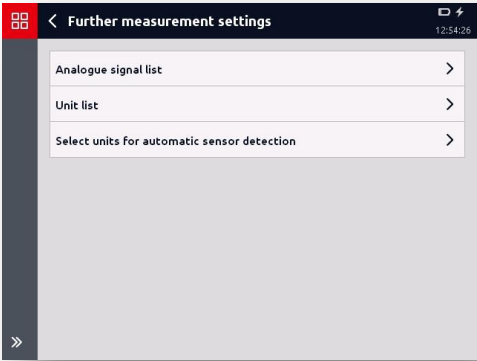 Further measurement settings
12:54:26
Analogue signal list
Unit list
Select units for automatic sensor detection